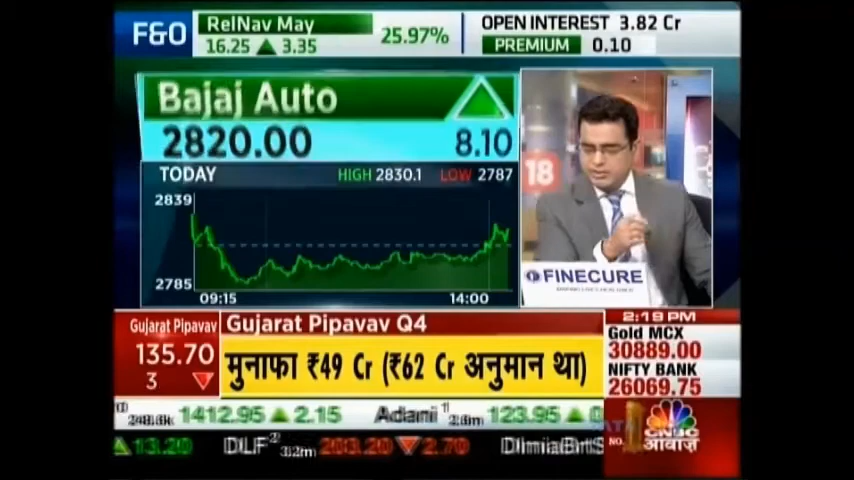 F&O
RelNav May
16.25 ▲ 3.35
25.97%
OPEN INTEREST 3.82 Cr
PREMIUM 0.10
Bajaj Auto
2820.00 8.10
TODAY HIGH 2830.1 LOW 2787
2839
2785
09:15 14:00
18
FINECURE
Gujarat Pipavav
135.70
3
Gujarat Pipavav Q4
मुनाफा ₹49 Cr (₹62 Cr अनुमान था)
2:19 PM
Gold MCX
30889.00
NIFTY BANK
26069.75
1412.95 ▲ 2.15 Adani 123.95 ▲
13.20 DLF 3.2m 203.20 ▼ 2.70
NO. 1
CNBC
आवाज़